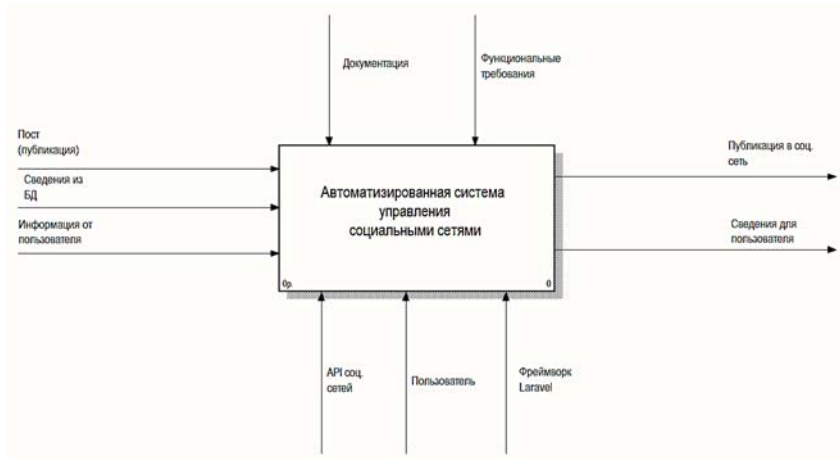 Документация
Функциональные
требования
Пост
(публикация)
Сведения из
БД
Информация от
пользователя
Автоматизированная система
управления
социальными сетями
0р.
0
Публикация в соц.
сеть
Сведения для
пользователя
API соц.
сетей
Пользователь
Фреймворк
Laravel